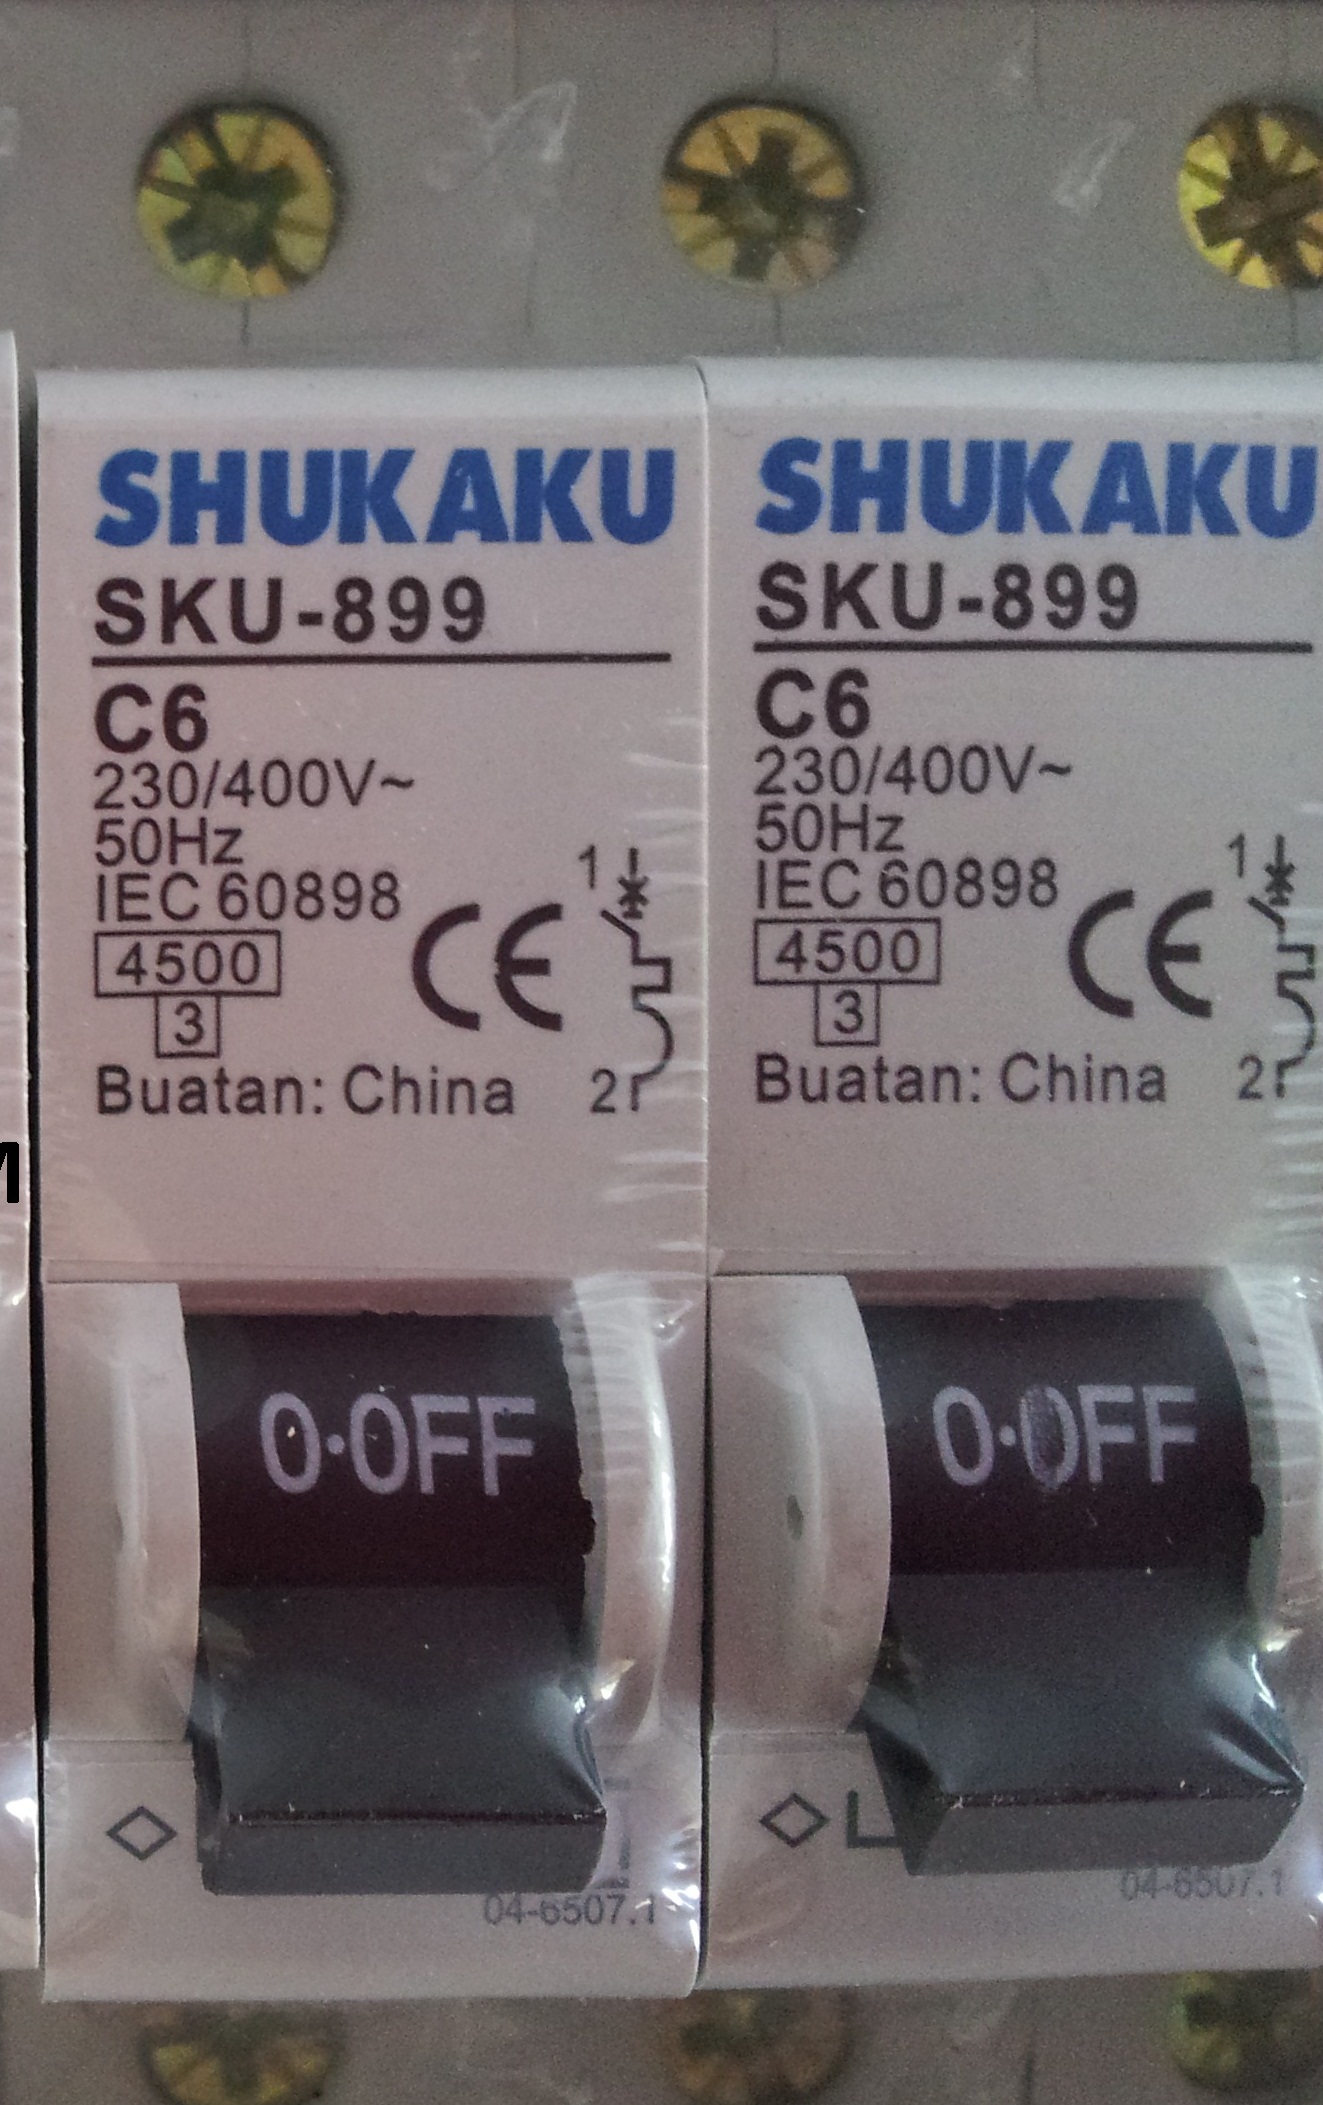 SHUKAKU
SKU-899
C6
230/400V~
50Hz
IEC 60898
4500
3
CE
1
2
Buatan: China
0·OFF
04-6507.1
SHUKAKU
SKU-899
C6
230/400V~
50Hz
IEC 60898
4500
3
CE
1
2
Buatan: China
0·OFF
04-6507.1